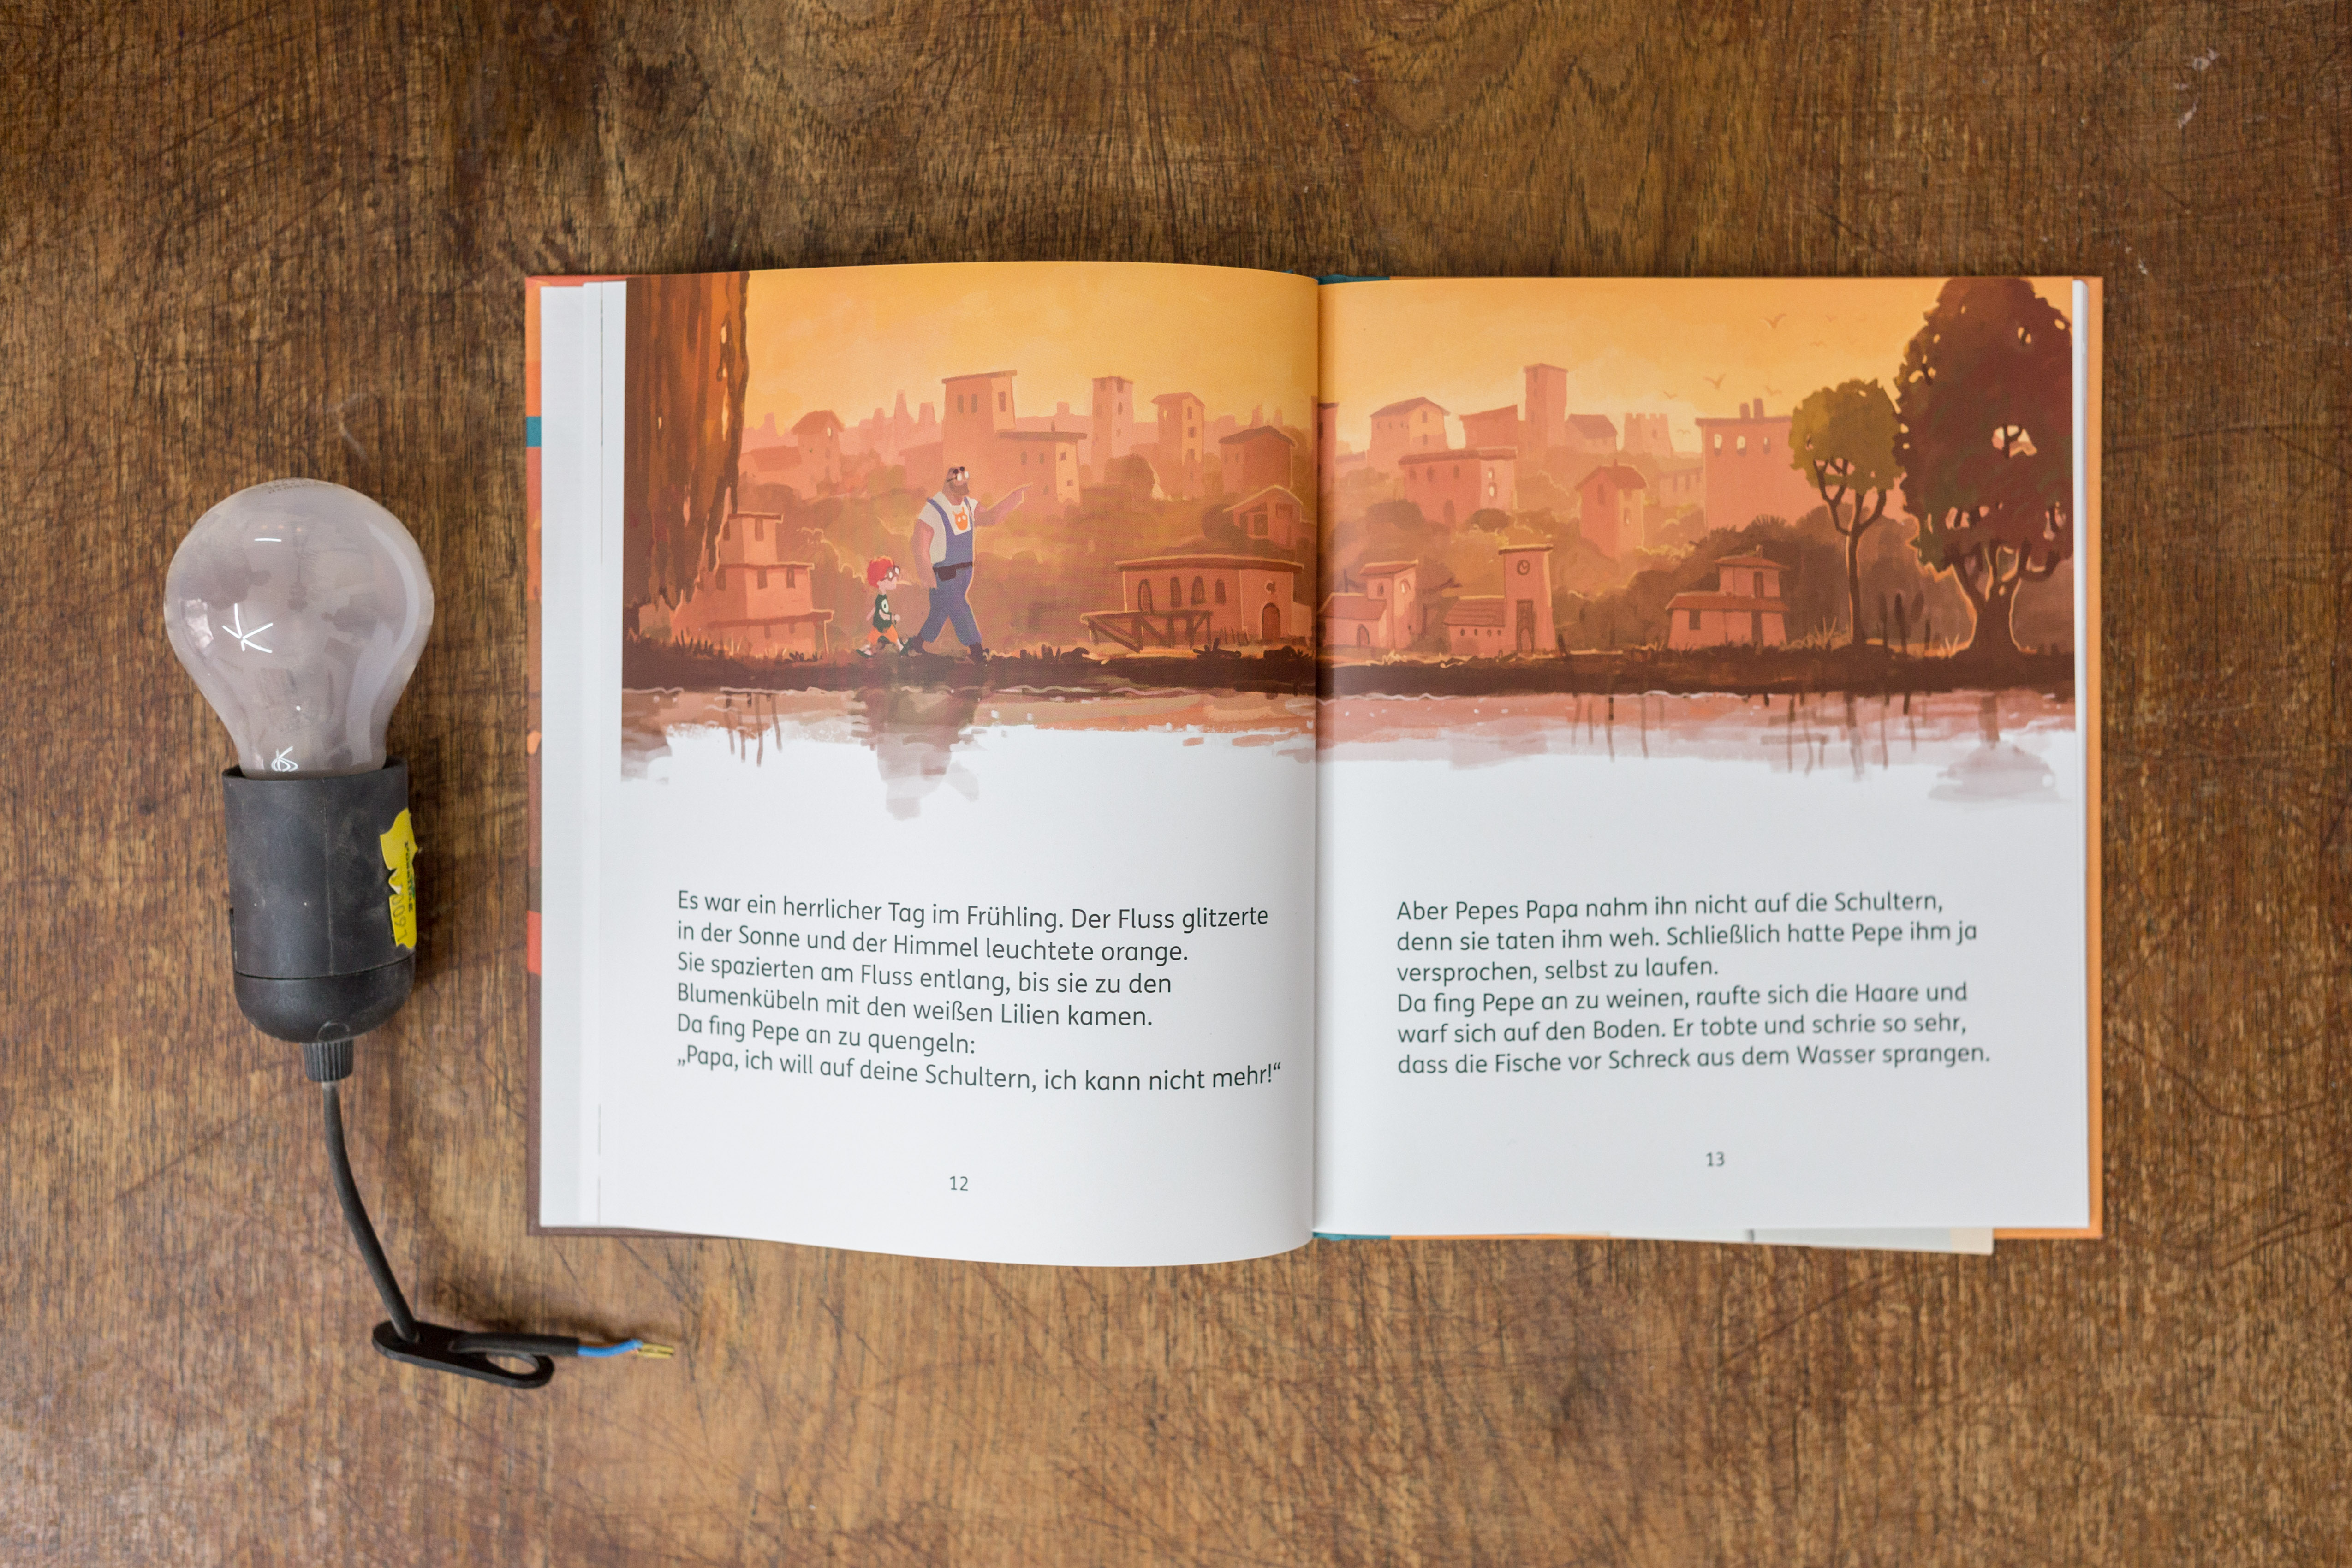 Es war ein herrlicher Tag im Frühling. Der Fluss glitzerte
in der Sonne und der Himmel leuchtete orange.
Sie spazierten am Fluss entlang, bis sie zu den
Blumenkübeln mit den weißen Lilien kamen.
Da fing Pepe an zu quengeln:
„Papa, ich will auf deine Schultern, ich kann nicht mehr!“
12
Aber Pepes Papa nahm ihn nicht auf die Schultern,
denn sie taten ihm weh. Schließlich hatte Pepe ihm ja
versprochen, selbst zu laufen.
Da fing Pepe an zu weinen, raufte sich die Haare und
warf sich auf den Boden. Er tobte und schrie so sehr,
dass die Fische vor Schreck aus dem Wasser sprangen.
13